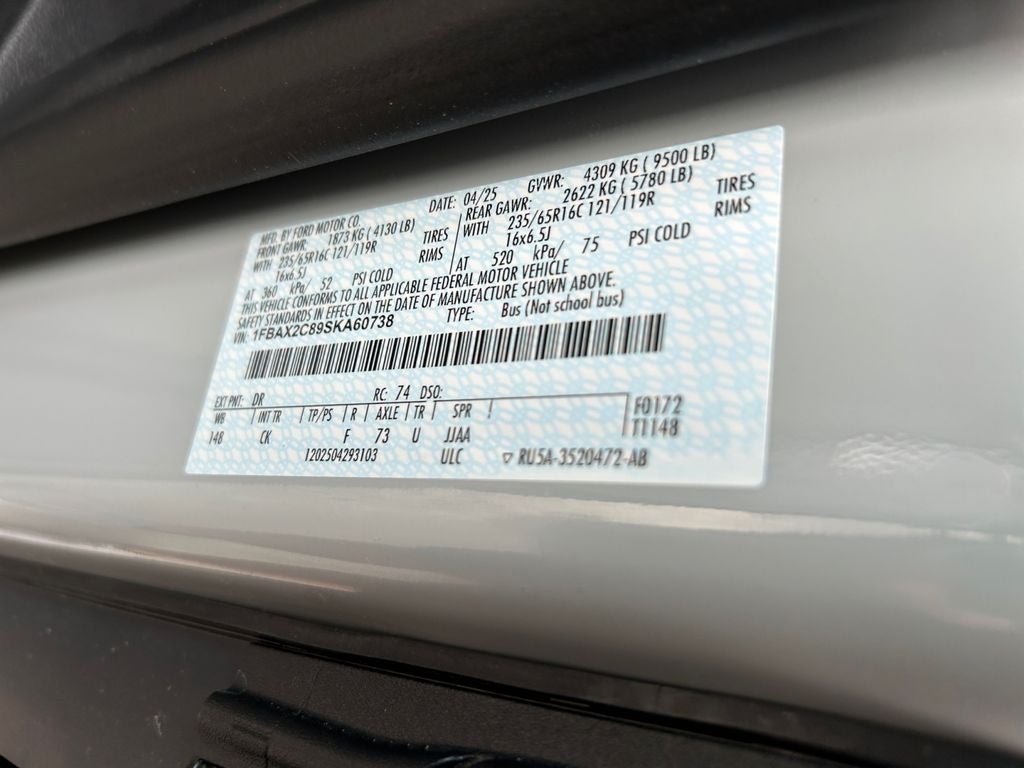 MFD. BY FORD MOTOR CO. DATE: 04/25 GVWR: 4309 KG ( 9500 LB)
FRONT GAWR: 1873 KG ( 4130 LB) REAR GAWR: 2622 KG ( 5780 LB)
WITH 235/65R16C 121/119R TIRES WITH 235/65R16C 121/119R TIRES
16x6.5J RIMS 16x6.5J RIMS
AT 360 kPa/ 52 PSI COLD AT 520 kPa/ 75 PSI COLD
THIS VEHICLE CONFORMS TO ALL APPLICABLE FEDERAL MOTOR VEHICLE
SAFETY STANDARDS IN EFFECT ON THE DATE OF MANUFACTURE SHOWN ABOVE.
VIN: 1FBAX2C89SKA60738 TYPE: Bus (Not school bus)
EXT PNT: DR RC: 74 DSO:
WB INT TR TP/PS R AXLE TR SPR F0172
148 CK F 73 U JJAA T1148
1202504293103 ULC RU5A-3520472-AB